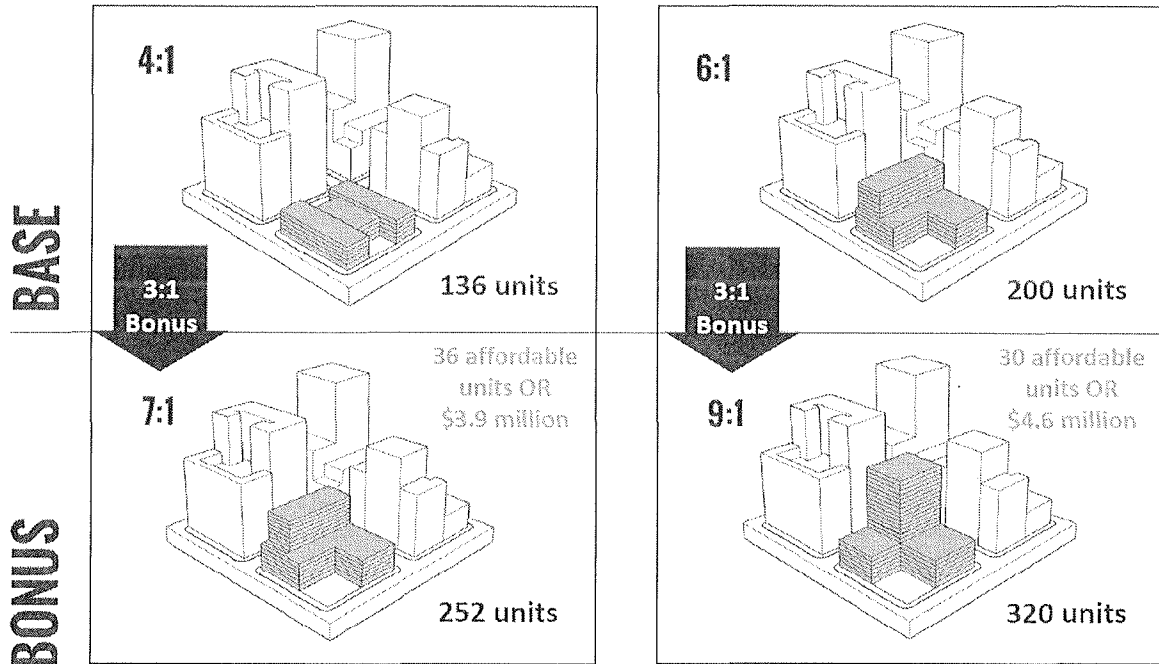 BASE
4:1
136 units
3:1
Bonus
6:1
200 units
3:1
Bonus
BONUS
36 affordable
units OR
$3.9 million
7:1
252 units
30 affordable
units OR
$4.6 million
9:1
320 units